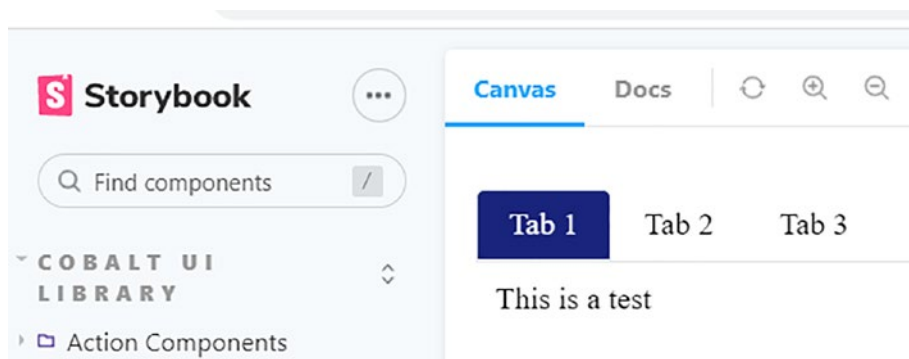 S Storybook ...
Canvas Docs
Find components /
Tab 1 Tab 2 Tab 3
COBALT UI
LIBRARY
This is a test
Action Components